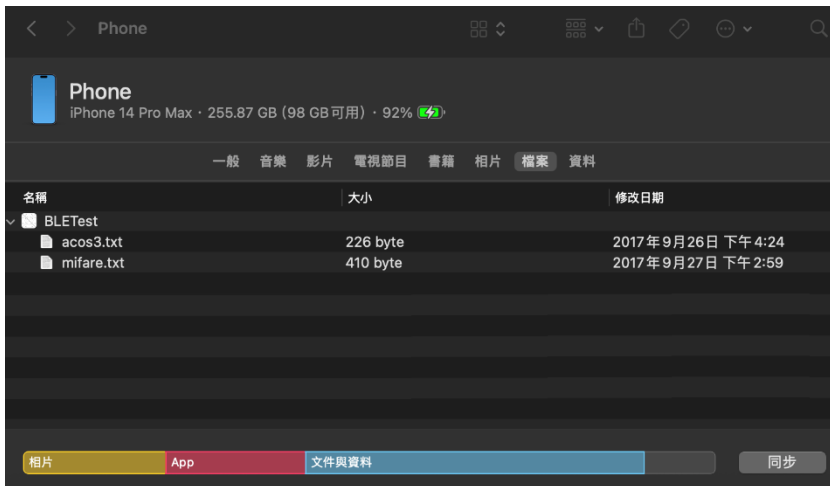 Phone
Phone
iPhone 14 Pro Max · 255.87 GB (98 GB可用) · 92%
一般 音樂 影片 電視節目 書籍 相片 檔案 資料
名稱 大小 修改日期
BLETest
acos3.txt 226 byte 2017年9月26日 下午4:24
mifare.txt 410 byte 2017年9月27日 下午2:59
相片 App 文件與資料 同步